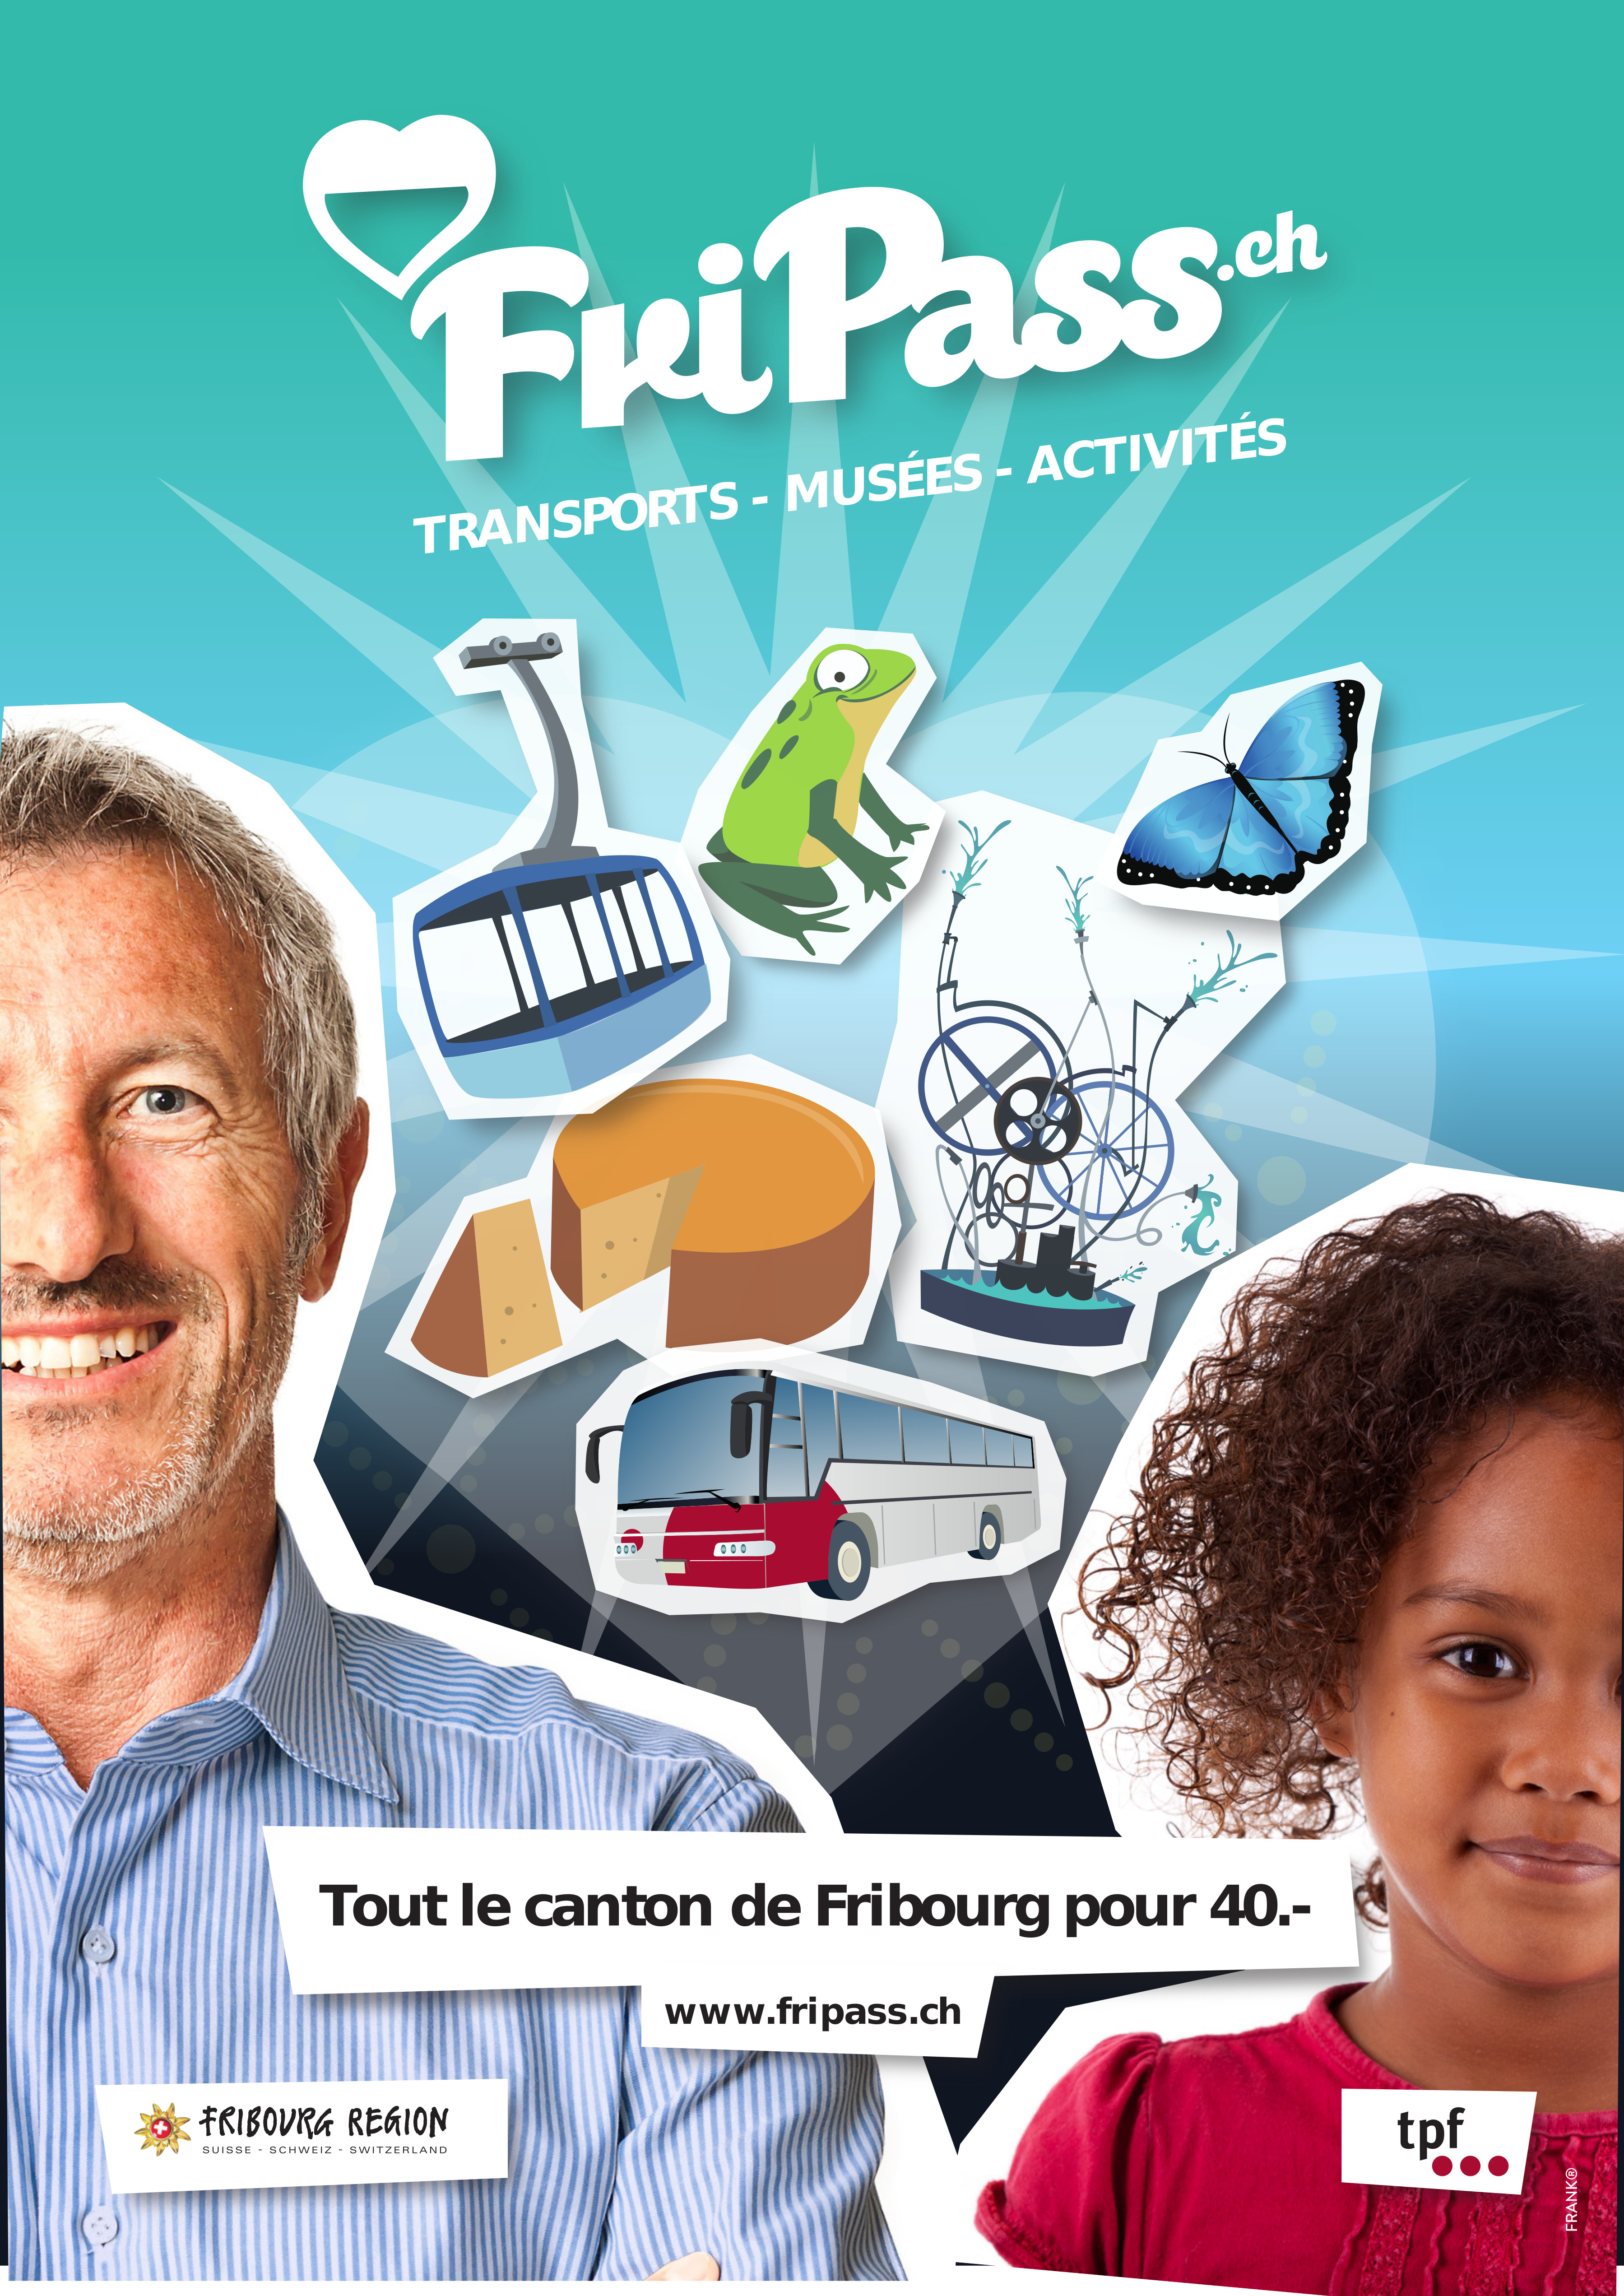 FriPass.ch
TRANSPORTS - MUSÉES - ACTIVITÉS
Tout le canton de Fribourg pour 40.-
www.fripass.ch
FRIBOURG REGION
SUISSE - SCHWEIZ - SWITZERLAND
tpf
FRANK®